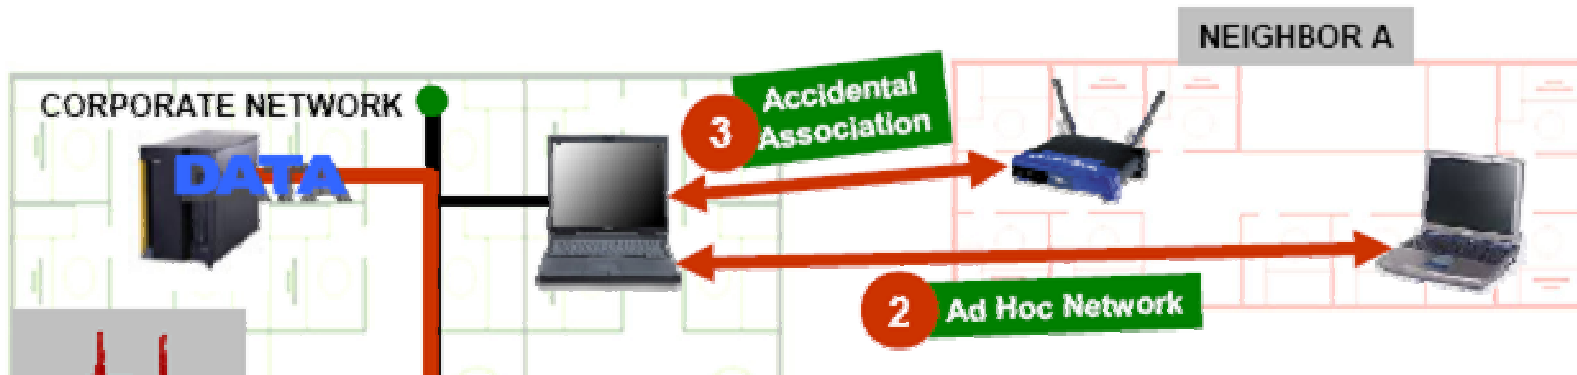 NEIGHBOR A
CORPORATE NETWORK
DATA
3
Accidental
Association
2
Ad Hoc Network